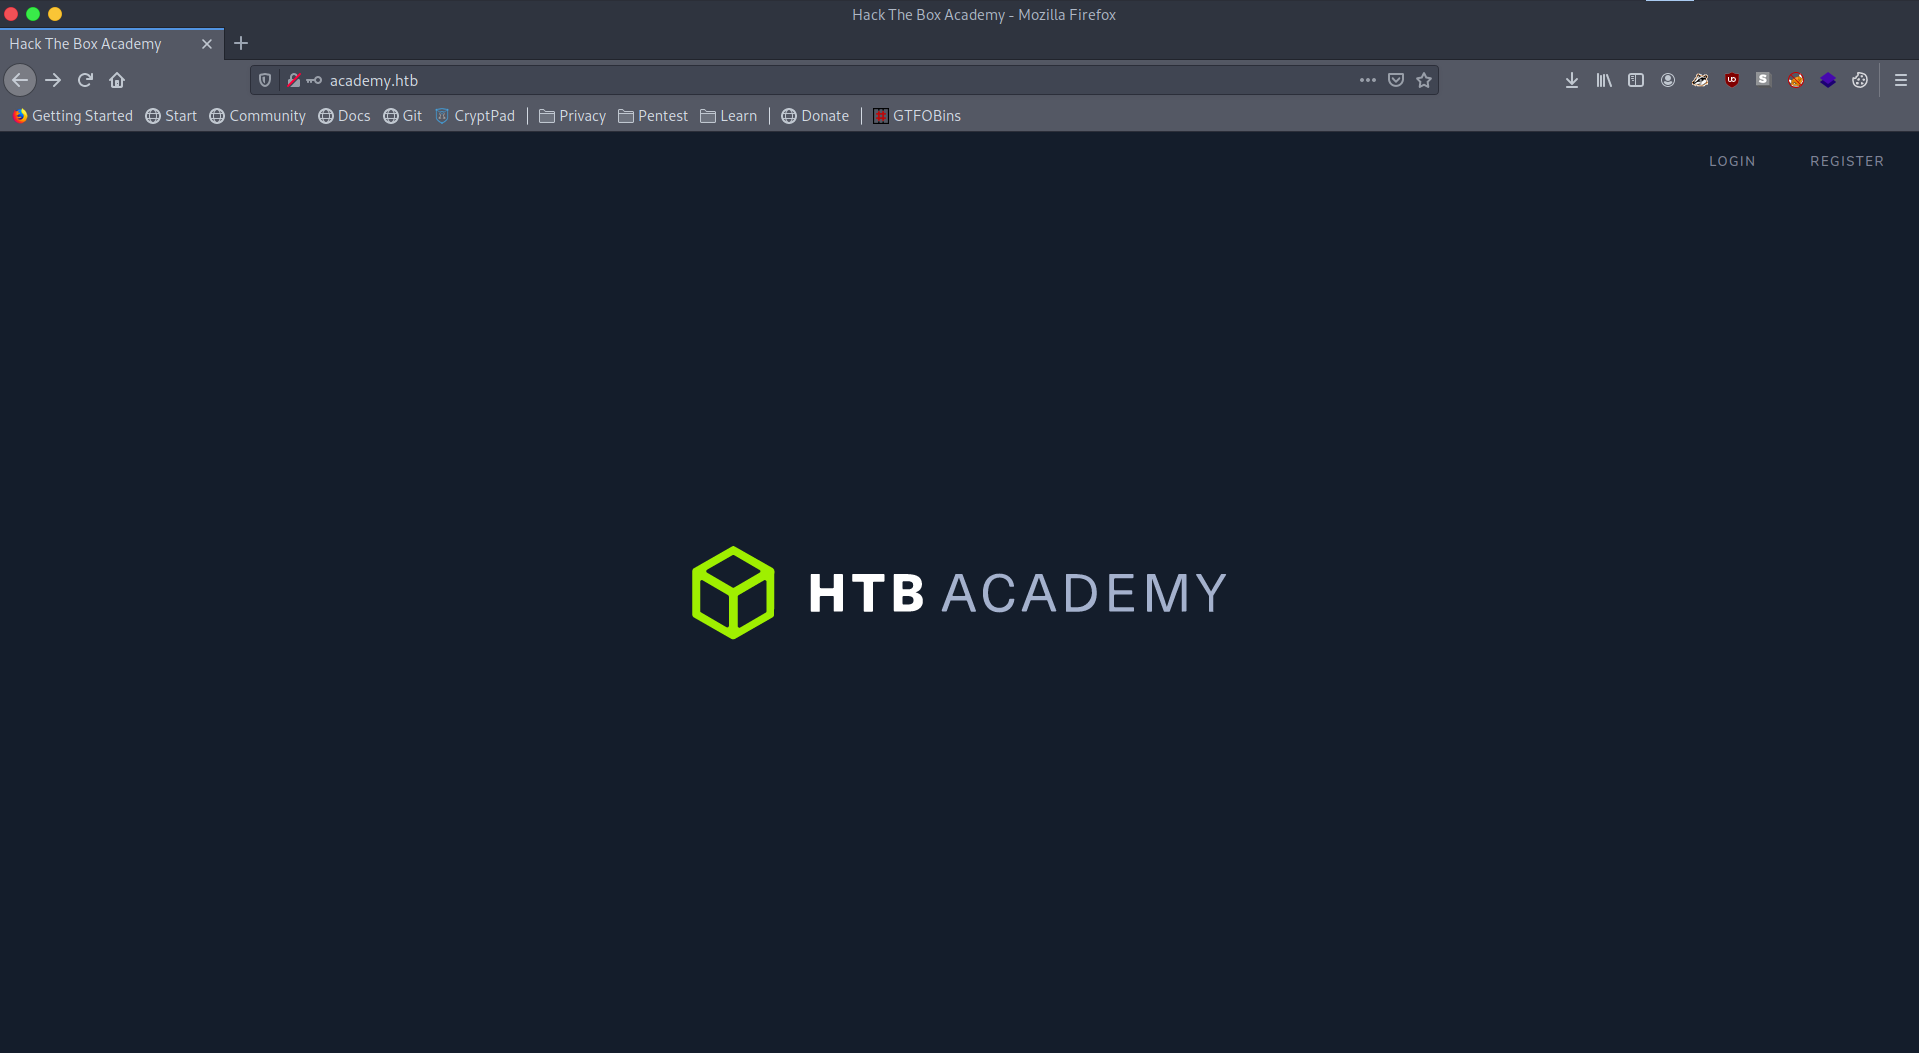 Hack The Box Academy - Mozilla Firefox
Hack The Box Academy
academy.htb
Getting Started Start Community Docs Git CryptPad Privacy Pentest Learn Donate GTFOBins
LOGIN REGISTER
HTB ACADEMY